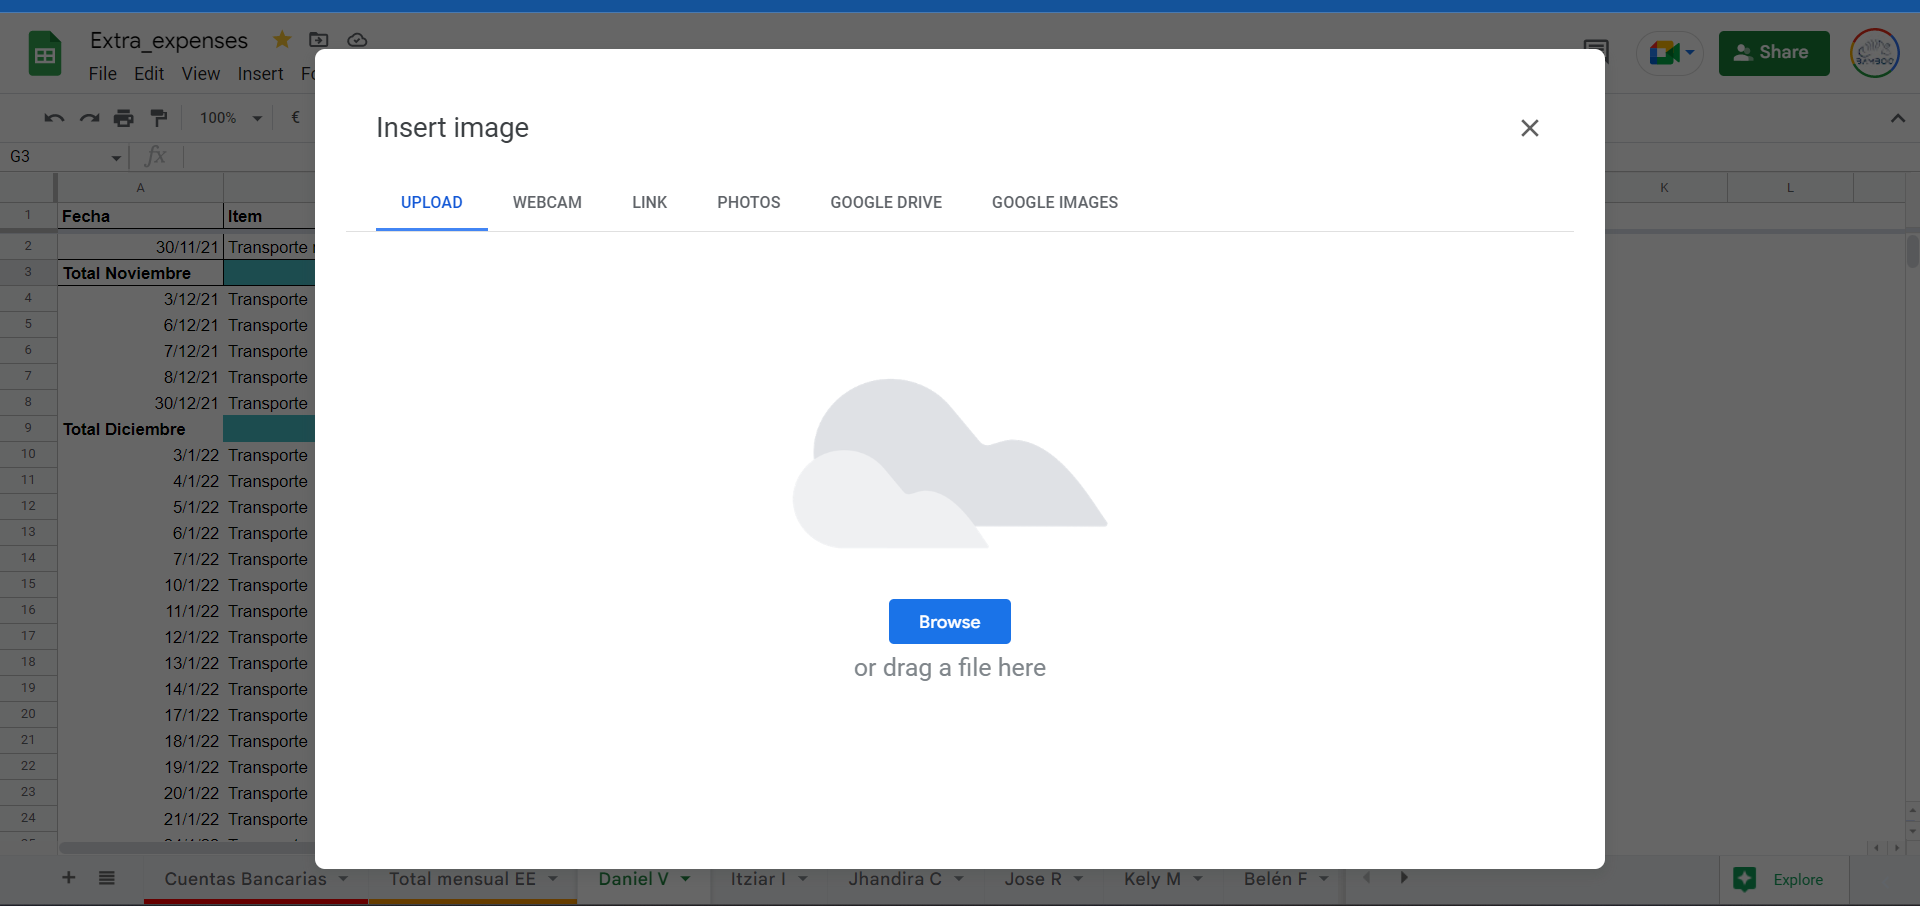 Extra_expenses
File Edit View Insert
Share
100% €
G3 fx
Insert image
UPLOAD WEBCAM LINK PHOTOS GOOGLE DRIVE GOOGLE IMAGES
A K L
1 Fecha Item
2 30/11/21 Transporte
3 Total Noviembre
4 3/12/21 Transporte
5 6/12/21 Transporte
6 7/12/21 Transporte
7 8/12/21 Transporte
8 30/12/21 Transporte
9 Total Diciembre
10 3/1/22 Transporte
11 4/1/22 Transporte
12 5/1/22 Transporte
13 6/1/22 Transporte
14 7/1/22 Transporte
15 10/1/22 Transporte
16 11/1/22 Transporte
17 12/1/22 Transporte
18 13/1/22 Transporte
19 14/1/22 Transporte
20 17/1/22 Transporte
21 18/1/22 Transporte
22 19/1/22 Transporte
23 20/1/22 Transporte
24 21/1/22 Transporte
Browse
or drag a file here
Cuentas Bancarias Total mensual EE Daniel V Itziar I Jhandira C Jose R Kely M Belén F Explore